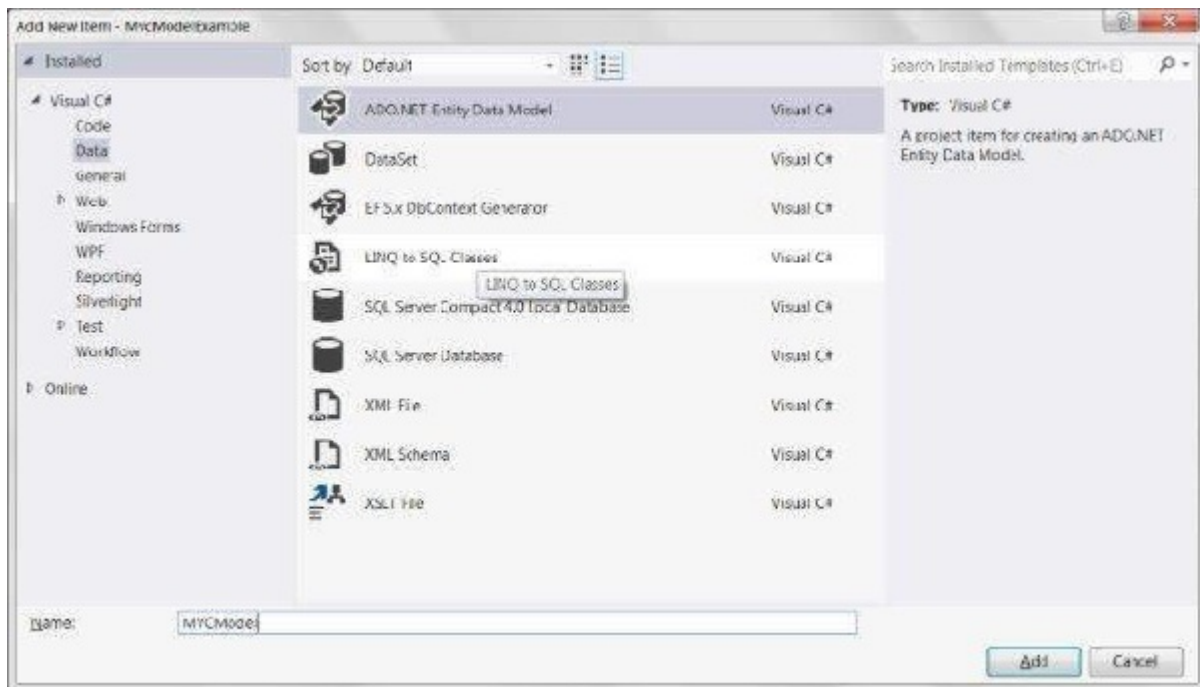 Add New Item - MYCModelExample
Installed
Sort by Default
Search Installed Templates (Ctrl+E)
Visual C#
Code
Data
General
Web
Windows Forms
WPF
Reporting
Silverlight
Test
Workflow
Online
ADO.NET Entity Data Model Visual C#
DataSet Visual C#
EF5.x DbContext Generator Visual C#
LINQ to SQL Classes Visual C#
LINQ to SQL Classes
SQL Server Compact 4.0 Local Database Visual C#
SQL Server Database Visual C#
XML File Visual C#
XML Schema Visual C#
XSLT File Visual C#
Type: Visual C#
A project item for creating an ADO.NET
Entity Data Model.
Name: MYCModel
Add Cancel